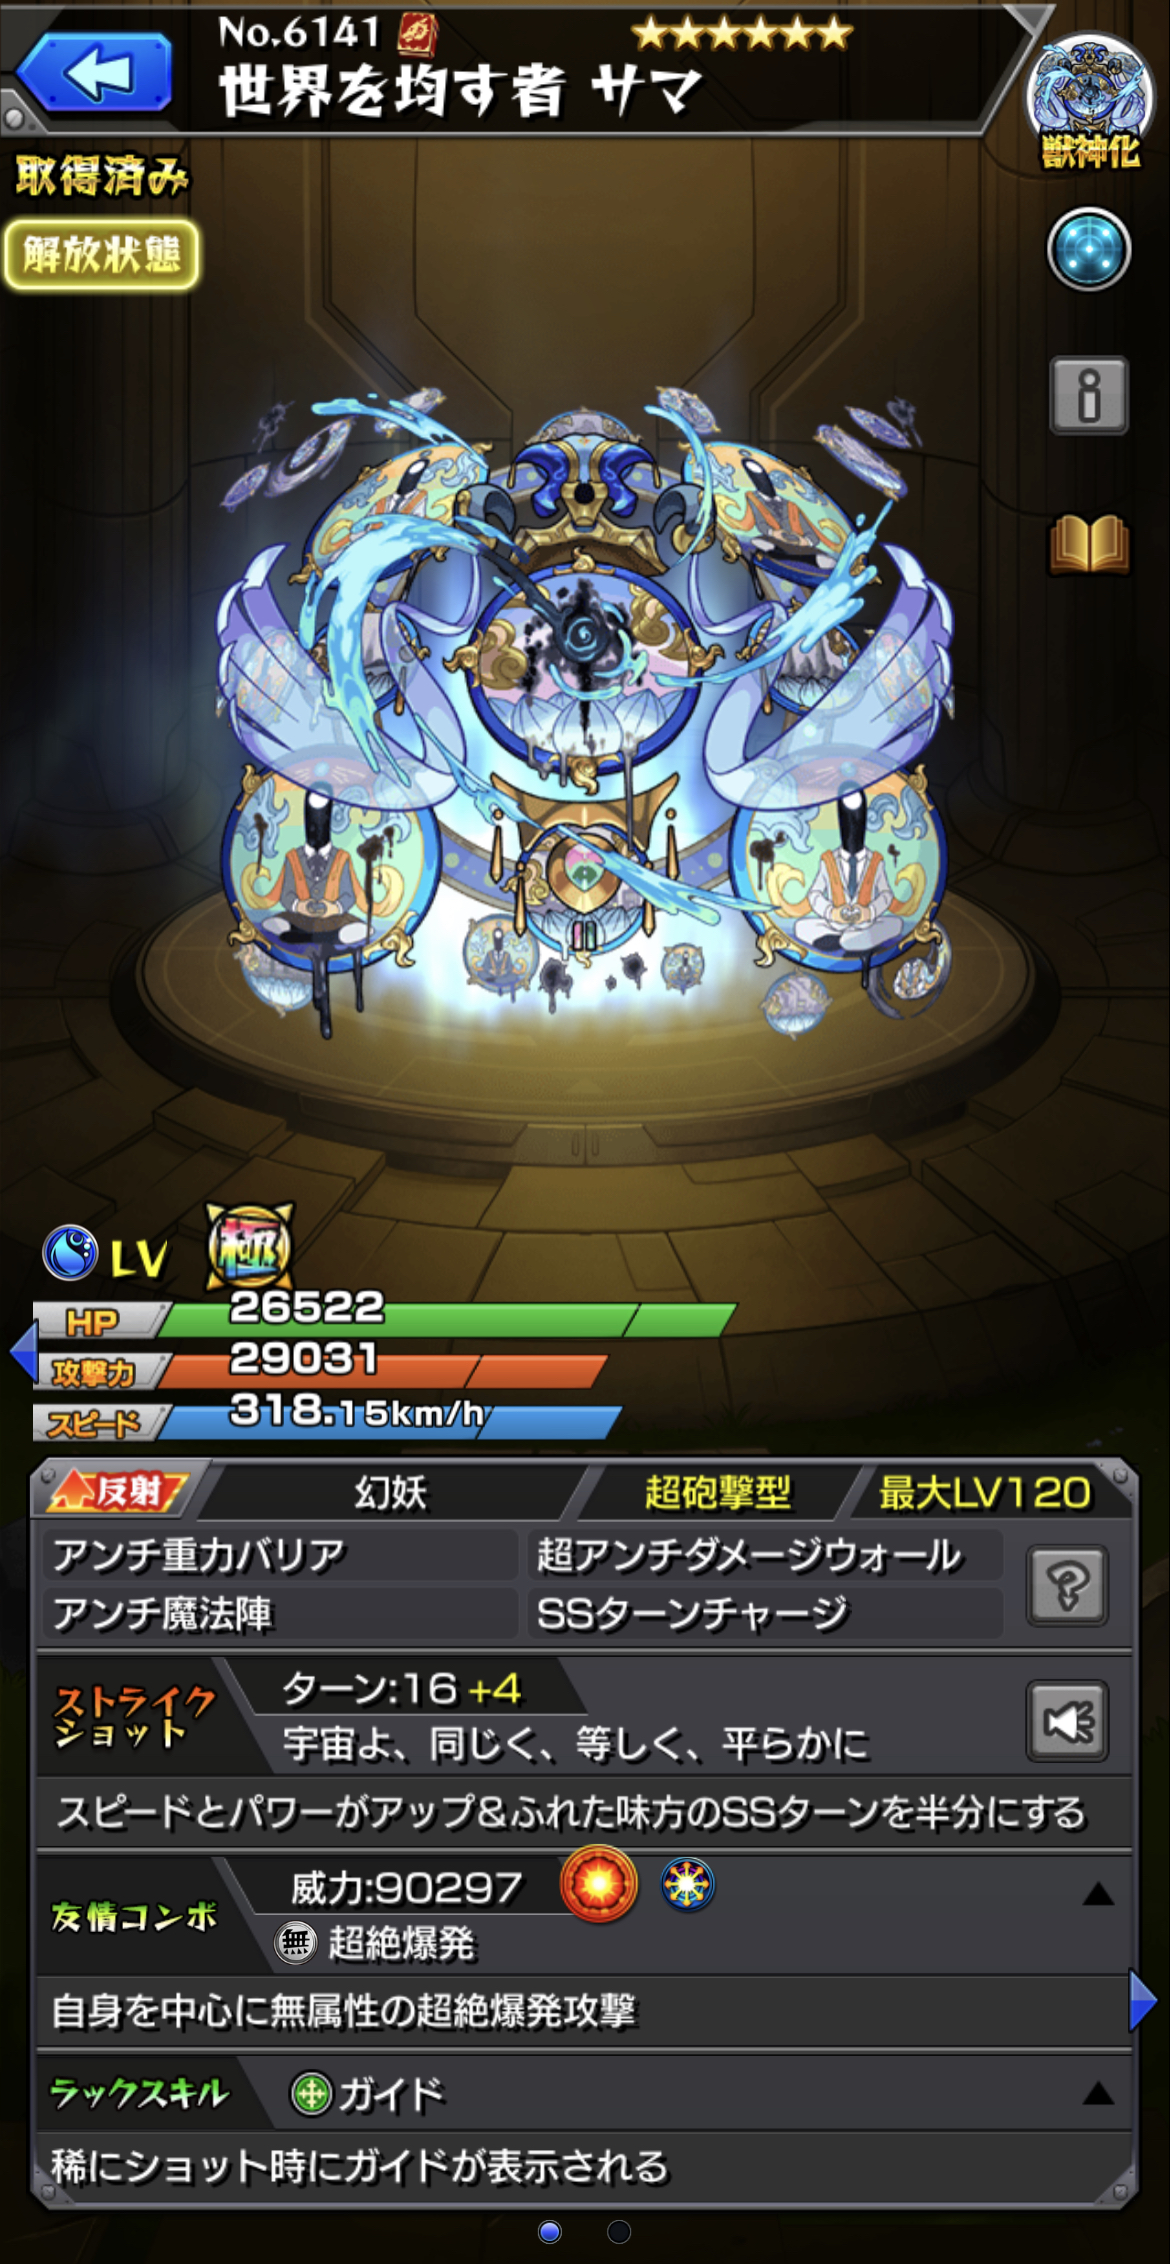 No.6141
世界を均す者 サマ
獣神化
取得済み
解放状態
LV 極
HP 26522
攻撃力 29031
スピード 318.15km/h
反射 幻妖 超砲撃型 最大LV120
アンチ重力バリア 超アンチダメージウォール
アンチ魔法陣 SSターンチャージ
ストライクショット ターン:16 +4
宇宙よ、同じく、等しく、平らかに
スピードとパワーがアップ&ふれた味方のSSターンを半分にする
友情コンボ 威力:90297
無 超絶爆発
自身を中心に無属性の超絶爆発攻撃
ラックスキル ガイド
稀にショット時にガイドが表示される